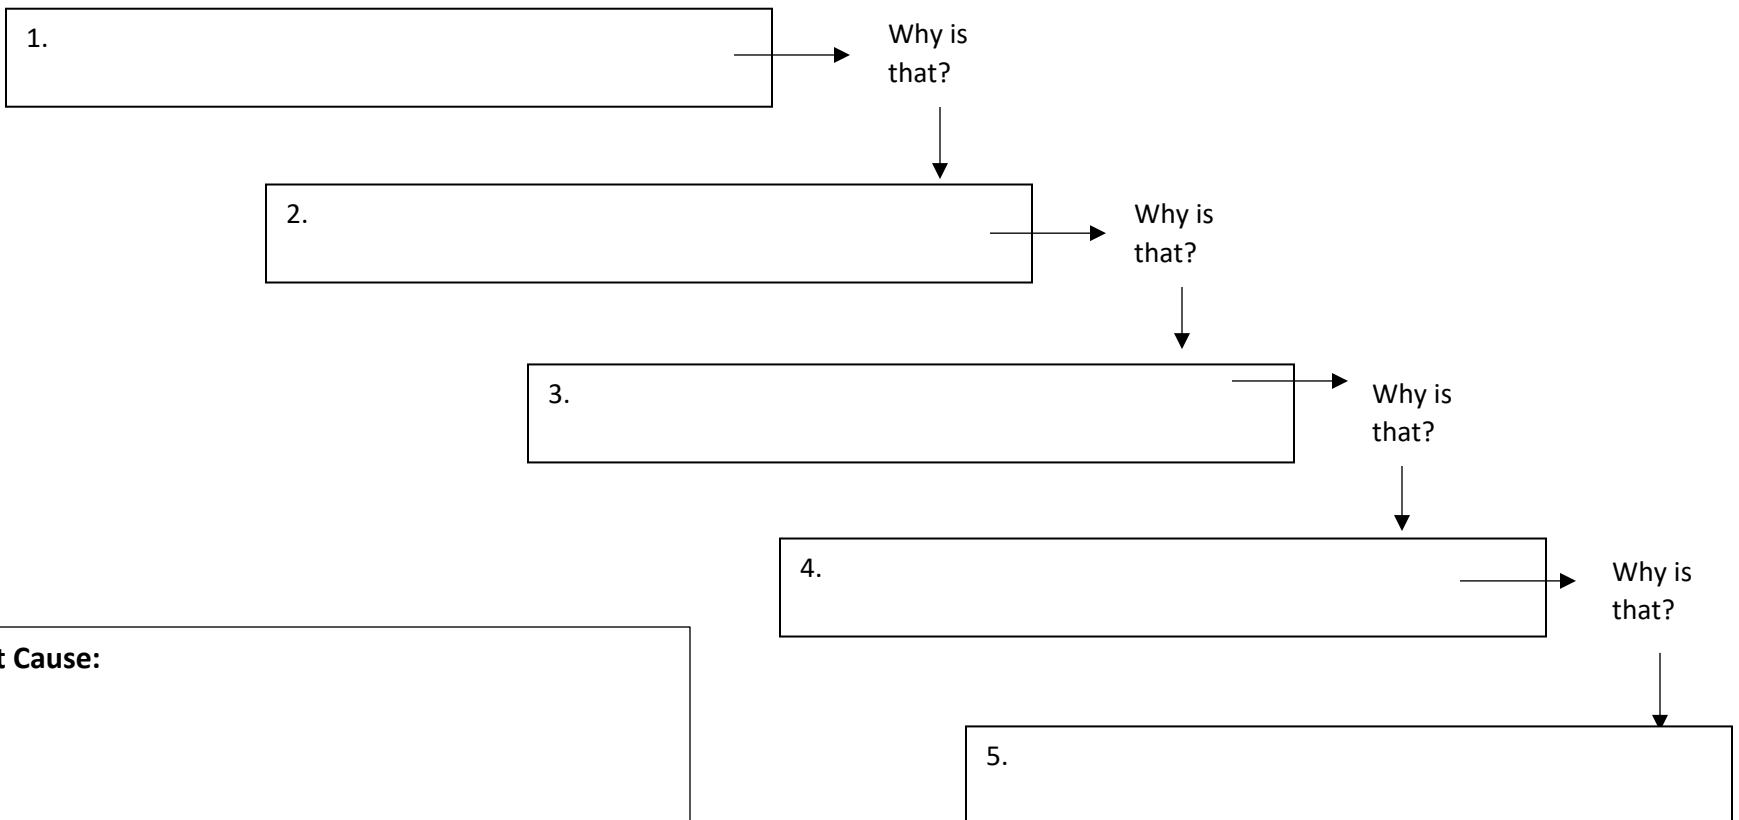 1.
Why is
that?
2.
Why is
that?
3.
Why is
that?
4.
Why is
that?
t Cause:
5.